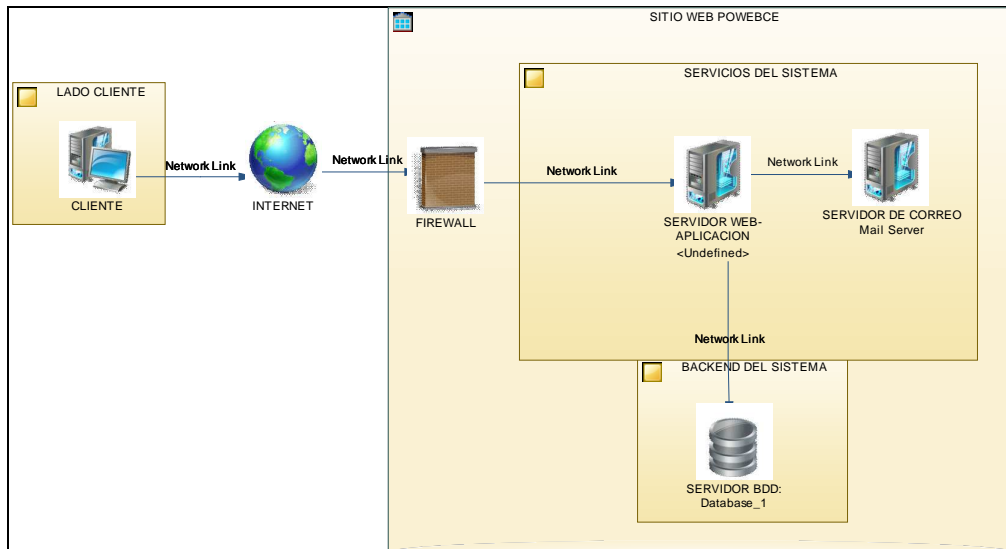 SITIO WEB POWEBCE
SERVICIOS DEL SISTEMA
LADO CLIENTE
Network Link
Network Link
Network Link
Network Link
CLIENTE
INTERNET
FIREWALL
SERVIDOR WEB-
APLICACION
<Undefined>
SERVIDOR DE CORREO
Mail Server
Network Link
BACKEND DEL SISTEMA
SERVIDOR BDD:
Database_1